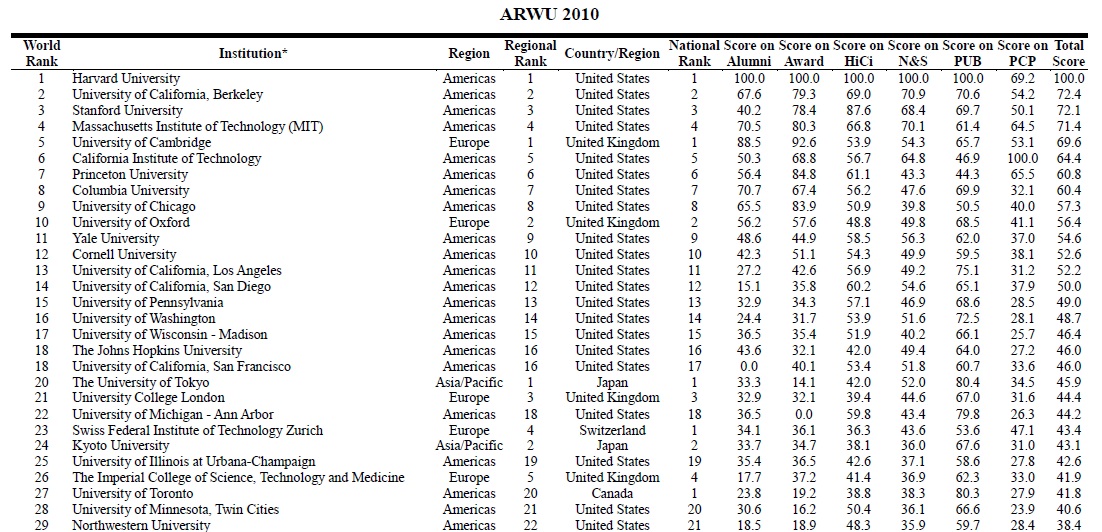 ARWU 2010
World Rank Institution* Region Regional Rank Country/Region National Rank Score on Alumni Score on Award Score on HiCi Score on N&S Score on PUB Score on PCP Total Score
1 Harvard University Americas 1 United States 1 100.0 100.0 100.0 100.0 100.0 69.2 100.0
2 University of California, Berkeley Americas 2 United States 2 67.6 79.3 69.0 70.9 70.6 54.2 72.4
3 Stanford University Americas 3 United States 3 40.2 78.4 87.6 68.4 69.7 50.1 72.1
4 Massachusetts Institute of Technology (MIT) Americas 4 United States 4 70.5 80.3 66.8 70.1 61.4 64.5 71.4
5 University of Cambridge Europe 1 United Kingdom 1 88.5 92.6 53.9 54.3 65.7 53.1 69.6
6 California Institute of Technology Americas 5 United States 5 50.3 68.8 56.7 64.8 46.9 100.0 64.4
7 Princeton University Americas 6 United States 6 56.4 84.8 61.1 43.3 44.3 65.5 60.8
8 Columbia University Americas 7 United States 7 70.7 67.4 56.2 47.6 69.9 32.1 60.4
9 University of Chicago Americas 8 United States 8 65.5 83.9 50.9 39.8 50.5 40.0 57.3
10 University of Oxford Europe 2 United Kingdom 2 56.2 57.6 48.8 49.8 68.5 41.1 56.4
11 Yale University Americas 9 United States 9 48.6 44.9 58.5 56.3 62.0 37.0 54.6
12 Cornell University Americas 10 United States 10 42.3 51.1 54.3 49.9 59.5 38.1 52.6
13 University of California, Los Angeles Americas 11 United States 11 27.2 42.6 56.9 49.2 75.1 31.2 52.2
14 University of California, San Diego Americas 12 United States 12 15.1 35.8 60.2 54.6 65.1 37.9 50.0
15 University of Pennsylvania Americas 13 United States 13 32.9 34.3 57.1 46.9 68.6 28.5 49.0
16 University of Washington Americas 14 United States 14 24.4 31.7 53.9 51.6 72.5 28.1 48.7
17 University of Wisconsin - Madison Americas 15 United States 15 36.5 35.4 51.9 40.2 66.1 25.7 46.4
18 The Johns Hopkins University Americas 16 United States 16 43.6 32.1 42.0 49.4 64.0 27.2 46.0
18 University of California, San Francisco Americas 16 United States 17 0.0 40.1 53.4 51.8 60.7 33.6 46.0
20 The University of Tokyo Asia/Pacific 1 Japan 1 33.3 14.1 42.0 52.0 80.4 34.5 45.9
21 University College London Europe 3 United Kingdom 3 32.9 32.1 39.4 44.6 67.0 31.6 44.4
22 University of Michigan - Ann Arbor Americas 18 United States 18 36.5 0.0 59.8 43.4 79.8 26.3 44.2
23 Swiss Federal Institute of Technology Zurich Europe 4 Switzerland 1 34.1 36.1 36.3 43.6 53.6 47.1 43.4
24 Kyoto University Asia/Pacific 2 Japan 2 33.7 34.7 38.1 36.0 67.6 31.0 43.1
25 University of Illinois at Urbana-Champaign Americas 19 United States 19 35.4 36.5 42.6 37.1 58.6 27.8 42.6
26 The Imperial College of Science, Technology and Medicine Europe 5 United Kingdom 4 17.7 37.2 41.4 36.9 62.3 33.0 41.9
27 University of Toronto Americas 20 Canada 1 23.8 19.2 38.8 38.3 80.3 27.9 41.8
28 University of Minnesota, Twin Cities Americas 21 United States 20 30.6 16.2 50.4 36.1 66.6 23.9 40.6
29 Northwestern University Americas 22 United States 21 18.5 18.9 48.3 35.9 59.7 28.4 38.4